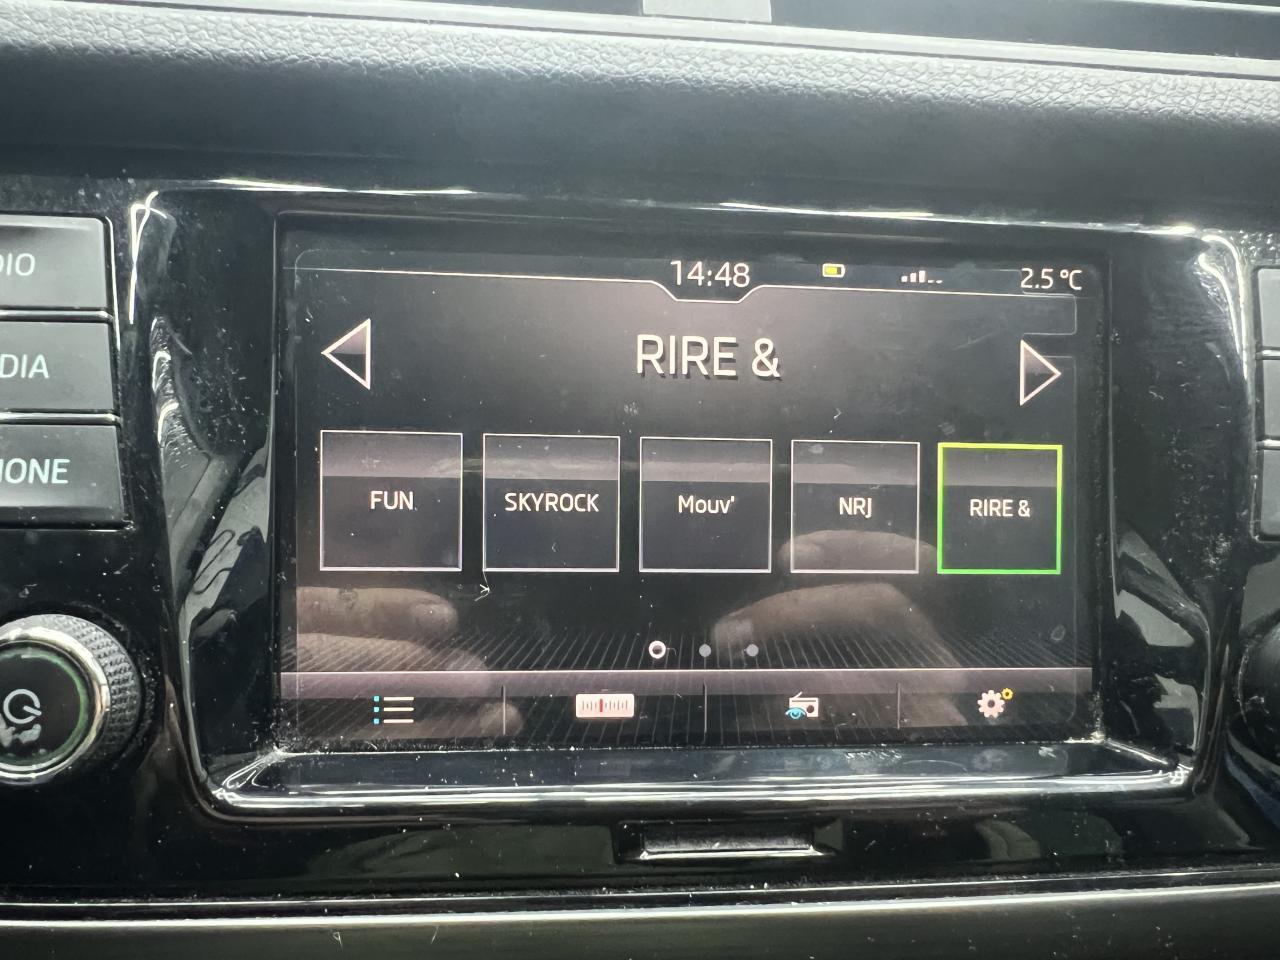 DIO
DIA
IONE
14:48
2.5 °C
RIRE &
FUN
SKYROCK
Mouv'
NRJ
RIRE &